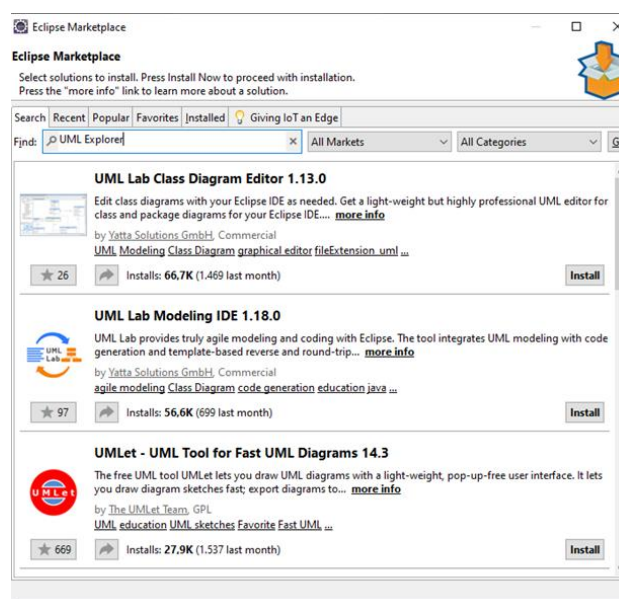 Eclipse Marketplace
Eclipse Marketplace
Select solutions to install. Press Install Now to proceed with installation.
Press the "more info" link to learn more about a solution.
Search Recent Popular Favorites Installed Giving IoT an Edge
Find: UML Explorer All Markets All Categories G
UML Lab Class Diagram Editor 1.13.0
Edit class diagrams with your Eclipse IDE as needed. Get a light-weight but highly professional UML editor for
class and package diagrams for your Eclipse IDE.... more info
by Yatta Solutions GmbH, Commercial
UML Modeling Class Diagram graphical editor fileExtension_uml ...
26 Installs: 66,7K (1.469 last month) Install
UML Lab Modeling IDE 1.18.0
UML Lab provides truly agile modeling and coding with Eclipse. The tool integrates UML modeling with code
generation and template-based reverse and round-trip... more info
UML Lab
by Yatta Solutions GmbH, Commercial
agile modeling Class Diagram code generation education java ...
97 Installs: 56,6K (699 last month) Install
UMLet - UML Tool for Fast UML Diagrams 14.3
The free UML tool UMLet lets you draw UML diagrams with a light-weight, pop-up-free user interface. It lets
you draw diagram sketches fast; export diagrams to... more info
UMLet
by The UMLet Team, GPL
UML education UML sketches Favorite Fast UML ...
669 Installs: 27,9K (1.537 last month) Install